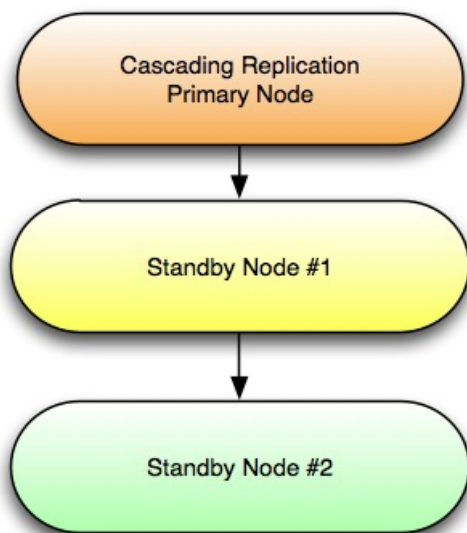 Cascading Replication
Primary Node
Standby Node #1
Standby Node #2